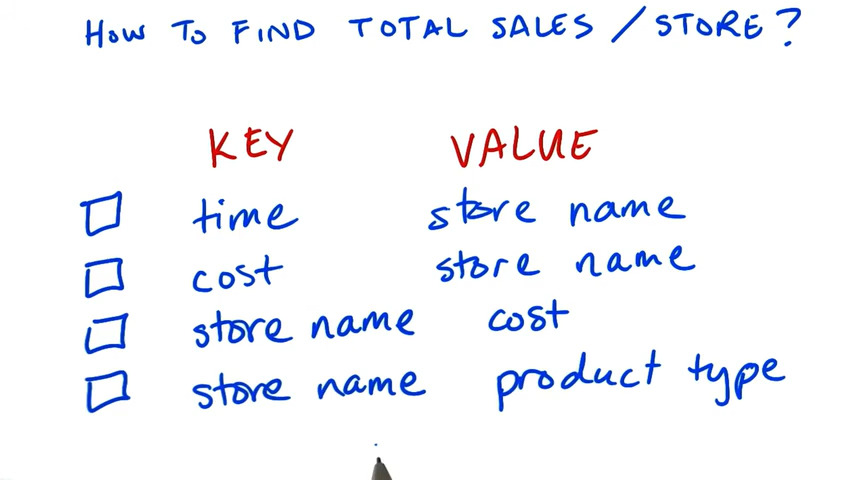 HOW TO FIND TOTAL SALES / STORE?
KEY VALUE
time store name
cost store name
store name cost
store name product type